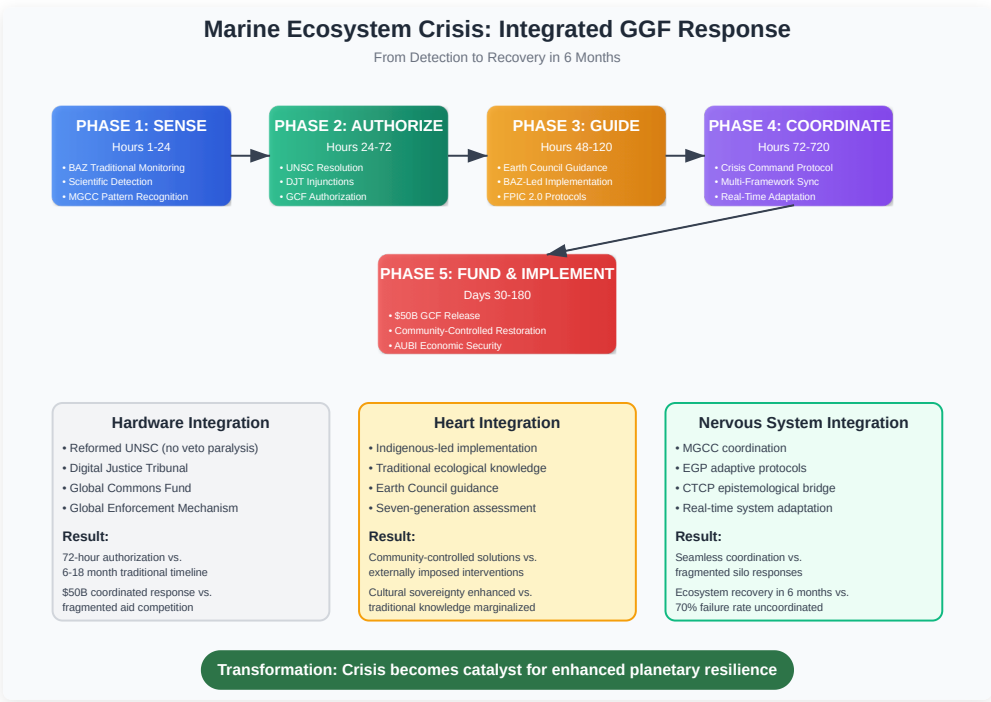 Marine Ecosystem Crisis: Integrated GGF Response
From Detection to Recovery in 6 Months
PHASE 1: SENSE
Hours 1-24
• BAZ Traditional Monitoring
• Scientific Detection
• MGCC Pattern Recognition
PHASE 2: AUTHORIZE
Hours 24-72
• UNSC Resolution
• DJT Injunctions
• GCF Authorization
PHASE 3: GUIDE
Hours 48-120
• Earth Council Guidance
• BAZ-Led Implementation
• FPIC 2.0 Protocols
PHASE 4: COORDINATE
Hours 72-720
• Crisis Command Protocol
• Multi-Framework Sync
• Real-Time Adaptation
PHASE 5: FUND & IMPLEMENT
Days 30-180
• $50B GCF Release
• Community-Controlled Restoration
• AUBI Economic Security
Hardware Integration
• Reformed UNSC (no veto paralysis)
• Digital Justice Tribunal
• Global Commons Fund
• Global Enforcement Mechanism
Result:
72-hour authorization vs.
6-18 month traditional timeline
$50B coordinated response vs.
fragmented aid competition
Heart Integration
• Indigenous-led implementation
• Traditional ecological knowledge
• Earth Council guidance
• Seven-generation assessment
Result:
Community-controlled solutions vs.
externally imposed interventions
Cultural sovereignty enhanced vs.
traditional knowledge marginalized
Nervous System Integration
• MGCC coordination
• EGP adaptive protocols
• CTCP epistemological bridge
• Real-time system adaptation
Result:
Seamless coordination vs.
fragmented silo responses
Ecosystem recovery in 6 months vs.
70% failure rate uncoordinated
Transformation: Crisis becomes catalyst for enhanced planetary resilience